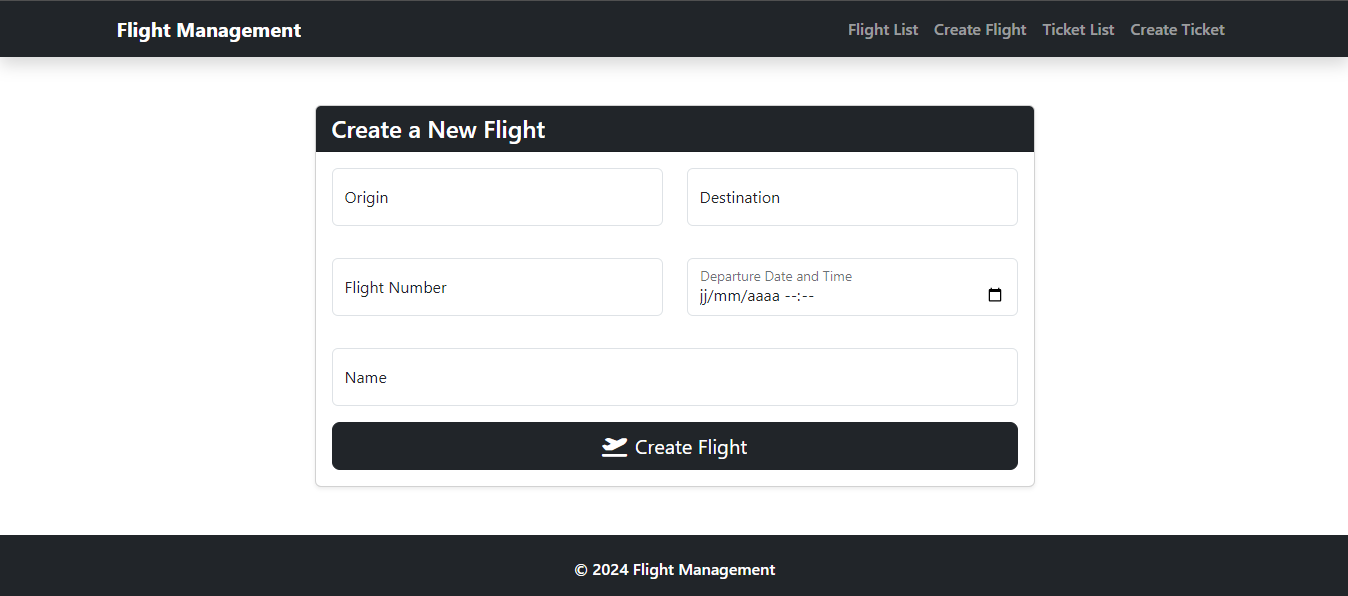 Flight Management
Flight List Create Flight Ticket List Create Ticket
Create a New Flight
Origin
Destination
Flight Number
Departure Date and Time
jj/mm/aaaa --:--
Name
Create Flight
© 2024 Flight Management